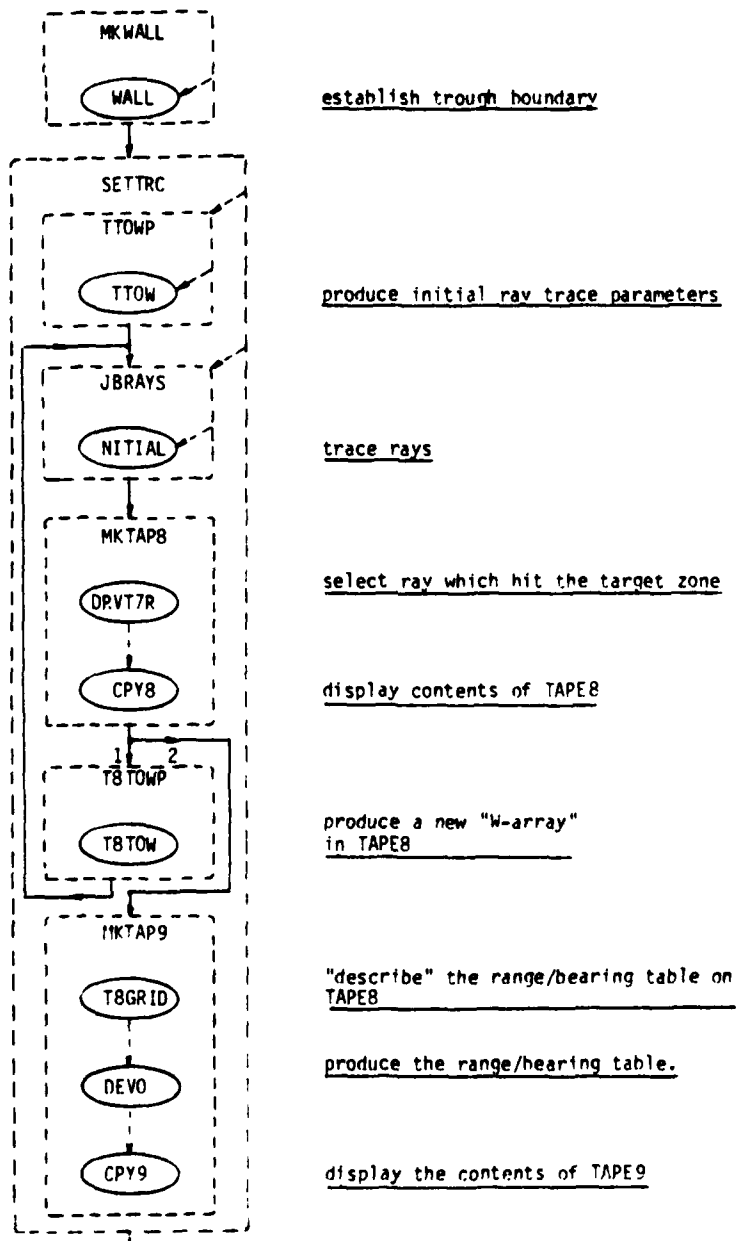 MKWALL
WALL
establish trough boundary
SETTRC
TTOWP
TTOW
produce initial ray trace parameters
JBRAYS
NITIAL
trace rays
MKTAP8
select ray which hit the target zone
DRVT7R
CPY8
display contents of TAPE8
1 2
T8TOWP
produce a new "W-array"
in TAPE8
T8TOW
MKTAP9
"describe" the range/bearing table on
TAPE8
T8GRID
produce the range/bearing table.
DEVO
CPY9
display the contents of TAPE9